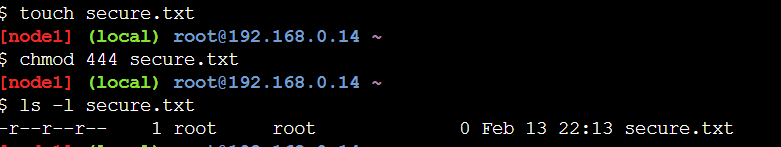 $ touch secure.txt
[node1] (local) root@192.168.0.14 ~
$ chmod 444 secure.txt
[node1] (local) root@192.168.0.14 ~
$ ls -l secure.txt
-r--r--r--    1 root     root             0 Feb 13 22:13 secure.txt